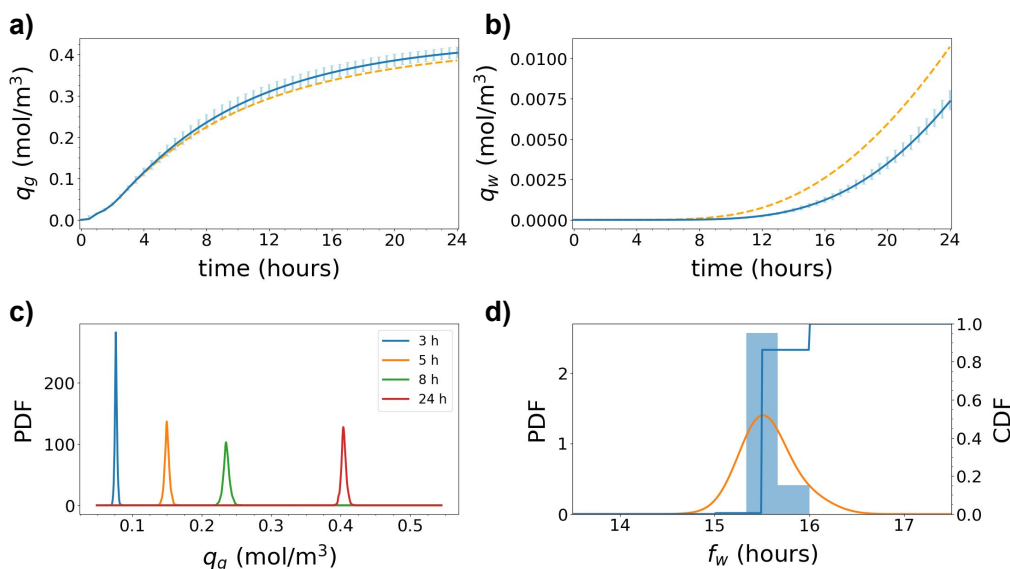 a)
q_g (mol/m³)
0.4
0.3
0.2
0.1
0.0
0
4
8
12
16
20
24
time (hours)
b)
q_w (mol/m³)
0.0100
0.0075
0.0050
0.0025
0.0000
0
4
8
12
16
20
24
time (hours)
c)
PDF
200
100
0
3 h
5 h
8 h
24 h
0.1
0.2
0.3
0.4
0.5
q_g (mol/m³)
d)
PDF
2
1
0
1.0
0.8
0.6
0.4
0.2
0.0
CDF
14
15
16
17
f_w (hours)